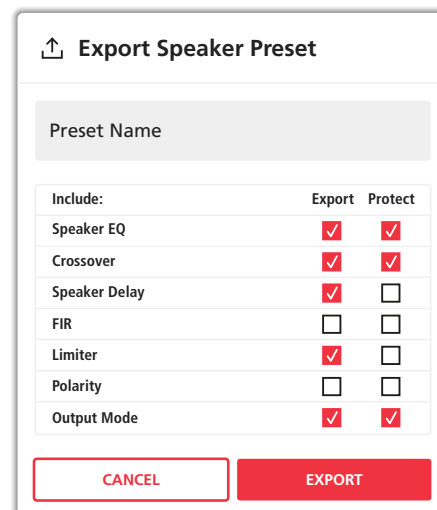 Export Speaker Preset
Preset Name
Include: Export Protect
Speaker EQ
Crossover
Speaker Delay
FIR
Limiter
Polarity
Output Mode
CANCEL EXPORT